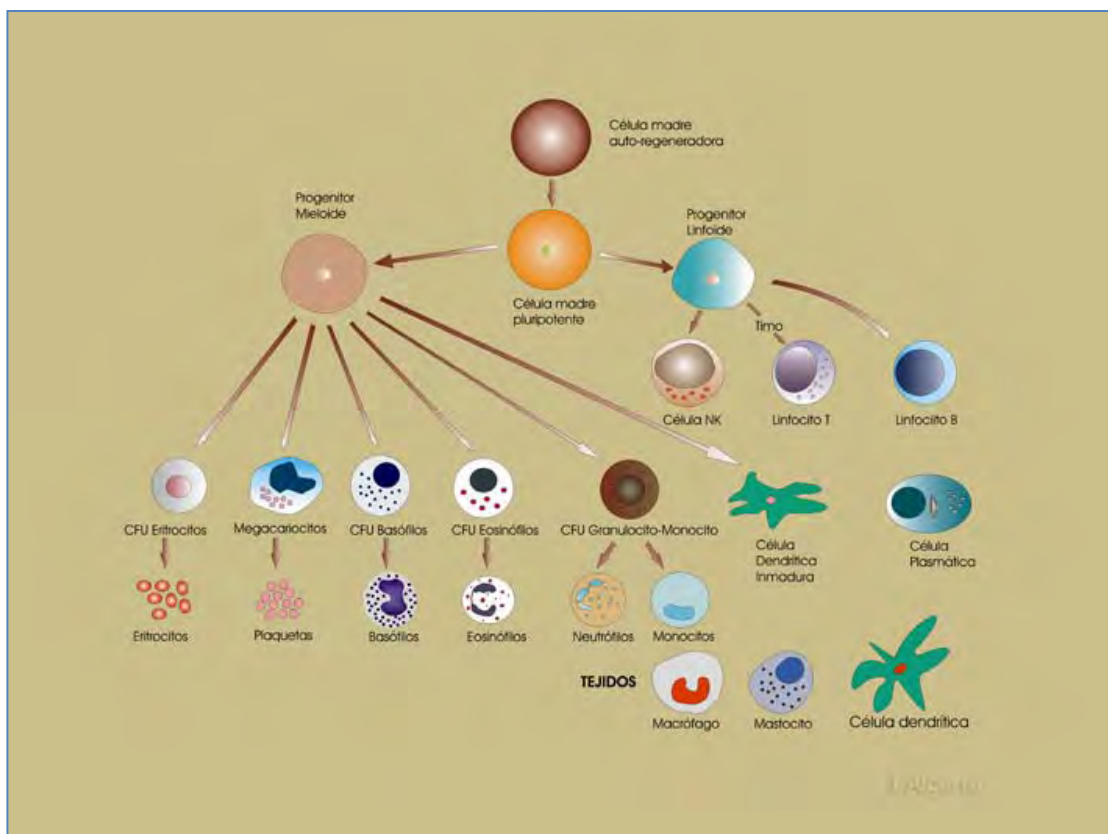 Célula madre
auto-regeneradora
Progenitor
Mieloide
Progenitor
Linfoide
Célula madre
pluripotente
Timo
Célula NK
Linfocito T
Linfociito B
CFU Eritrocitos
Megacariocitos
CFU Basófilos
CFU Eosinófilos
CFU Granulocito-Monocito
Célula
Dendrítica
Inmadura
Célula
Plasmática
Eritrocitos
Plaquetas
Basófilos
Eosinófilos
Neutrófilos
Monocitos
TEJIDOS
Macrófago
Mastocito
Célula dendrítica